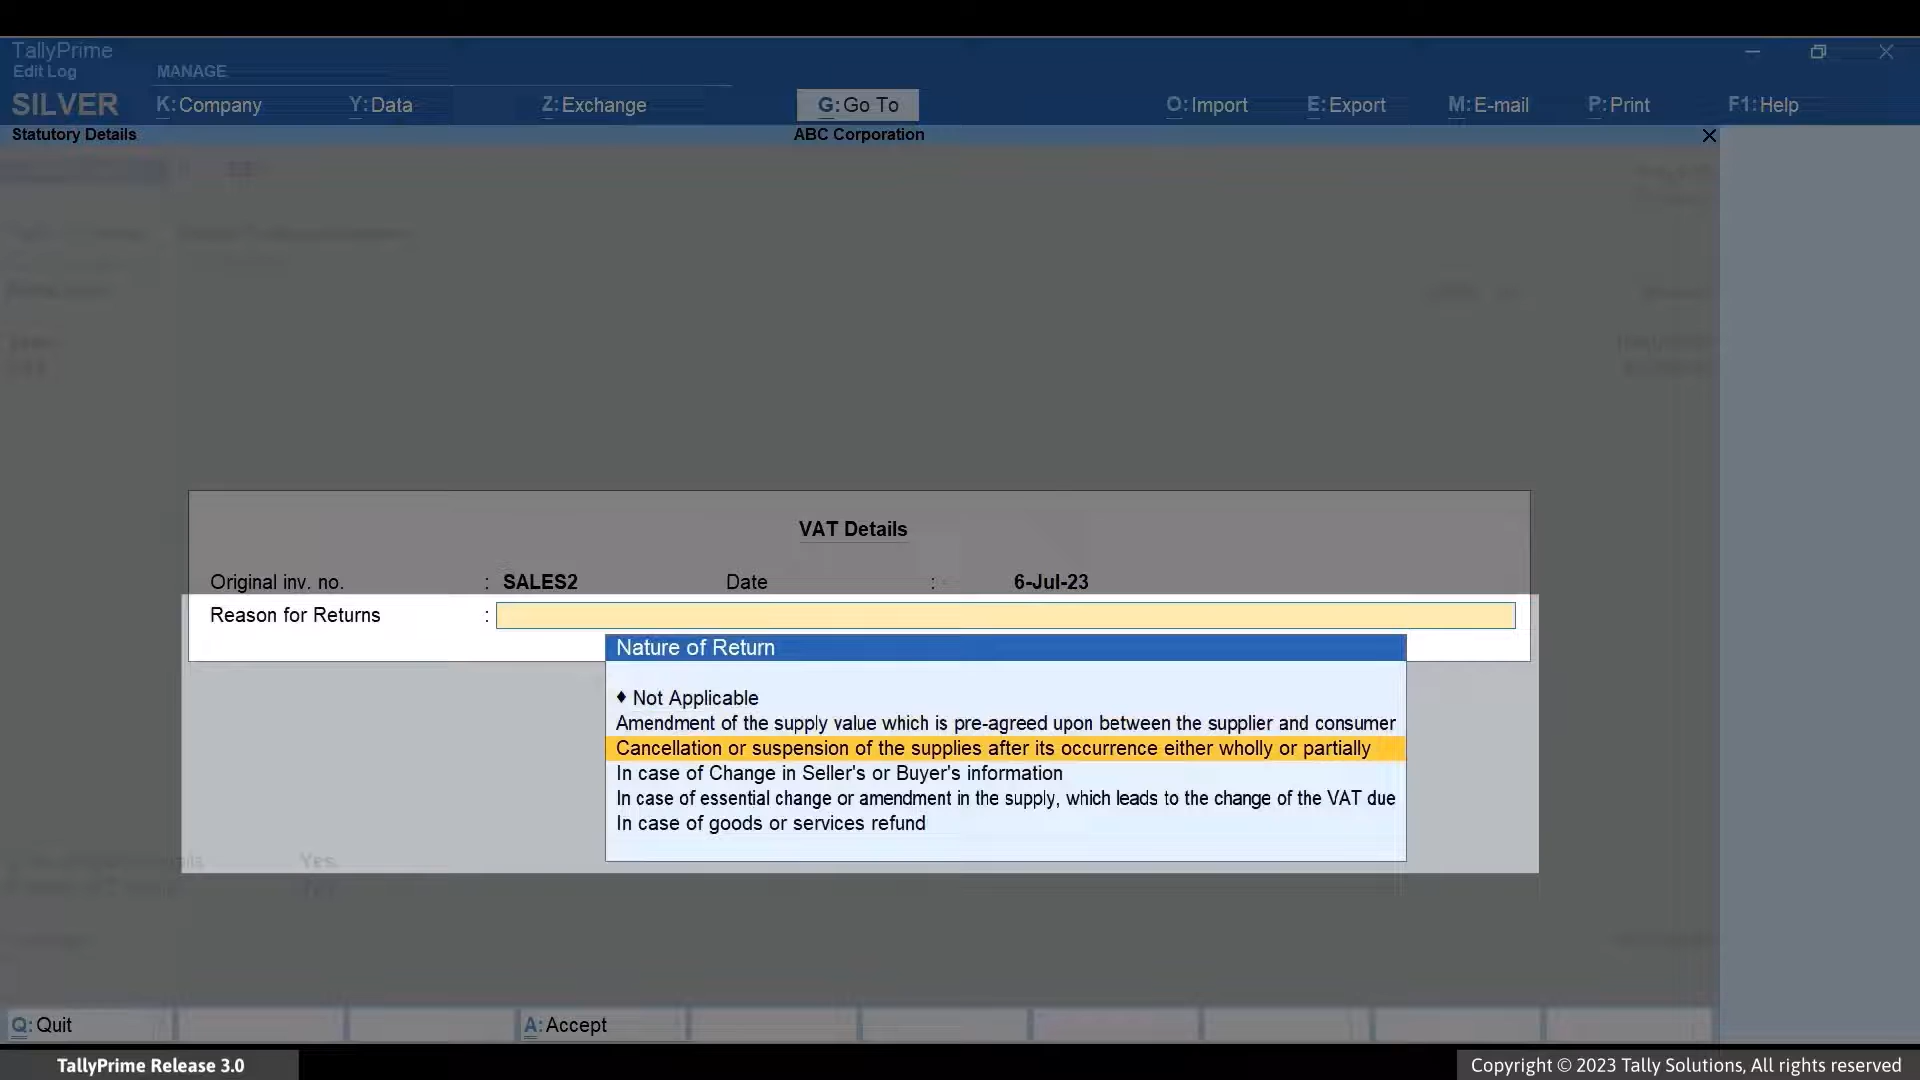 TallyPrime
Edit Log
MANAGE
SILVER K:Company Y:Data Z:Exchange G:Go To O:Import E:Export M:E-mail P:Print F1:Help
Statutory Details ABC Corporation
VAT Details
Original inv. no. : SALES2 Date : 6-Jul-23
Reason for Returns :
Nature of Return
♦ Not Applicable
Amendment of the supply value which is pre-agreed upon between the supplier and consumer
Cancellation or suspension of the supplies after its occurrence either wholly or partially
In case of Change in Seller's or Buyer's information
In case of essential change or amendment in the supply, which leads to the change of the VAT due
In case of goods or services refund
Yes
Q:Quit A:Accept
TallyPrime Release 3.0 Copyright © 2023 Tally Solutions, All rights reserved